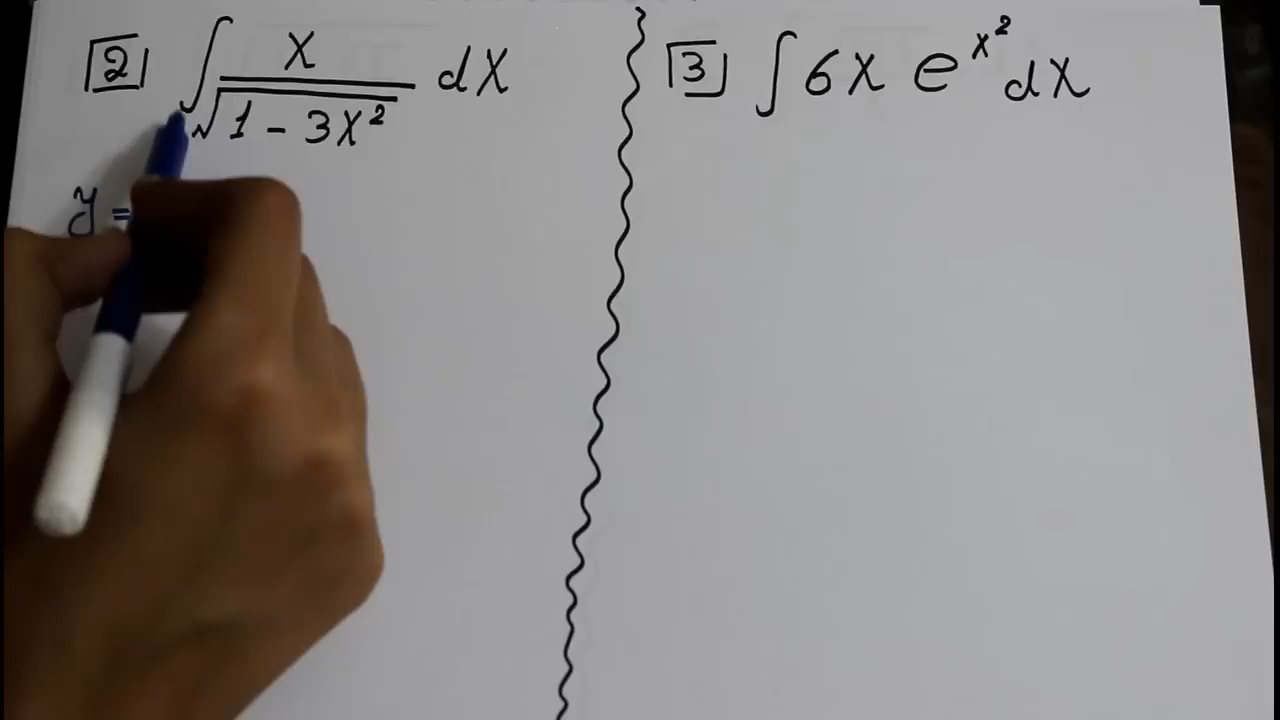 2 ∫ x / √(1 - 3x²) dx
y =
3 ∫ 6x e^x² dx